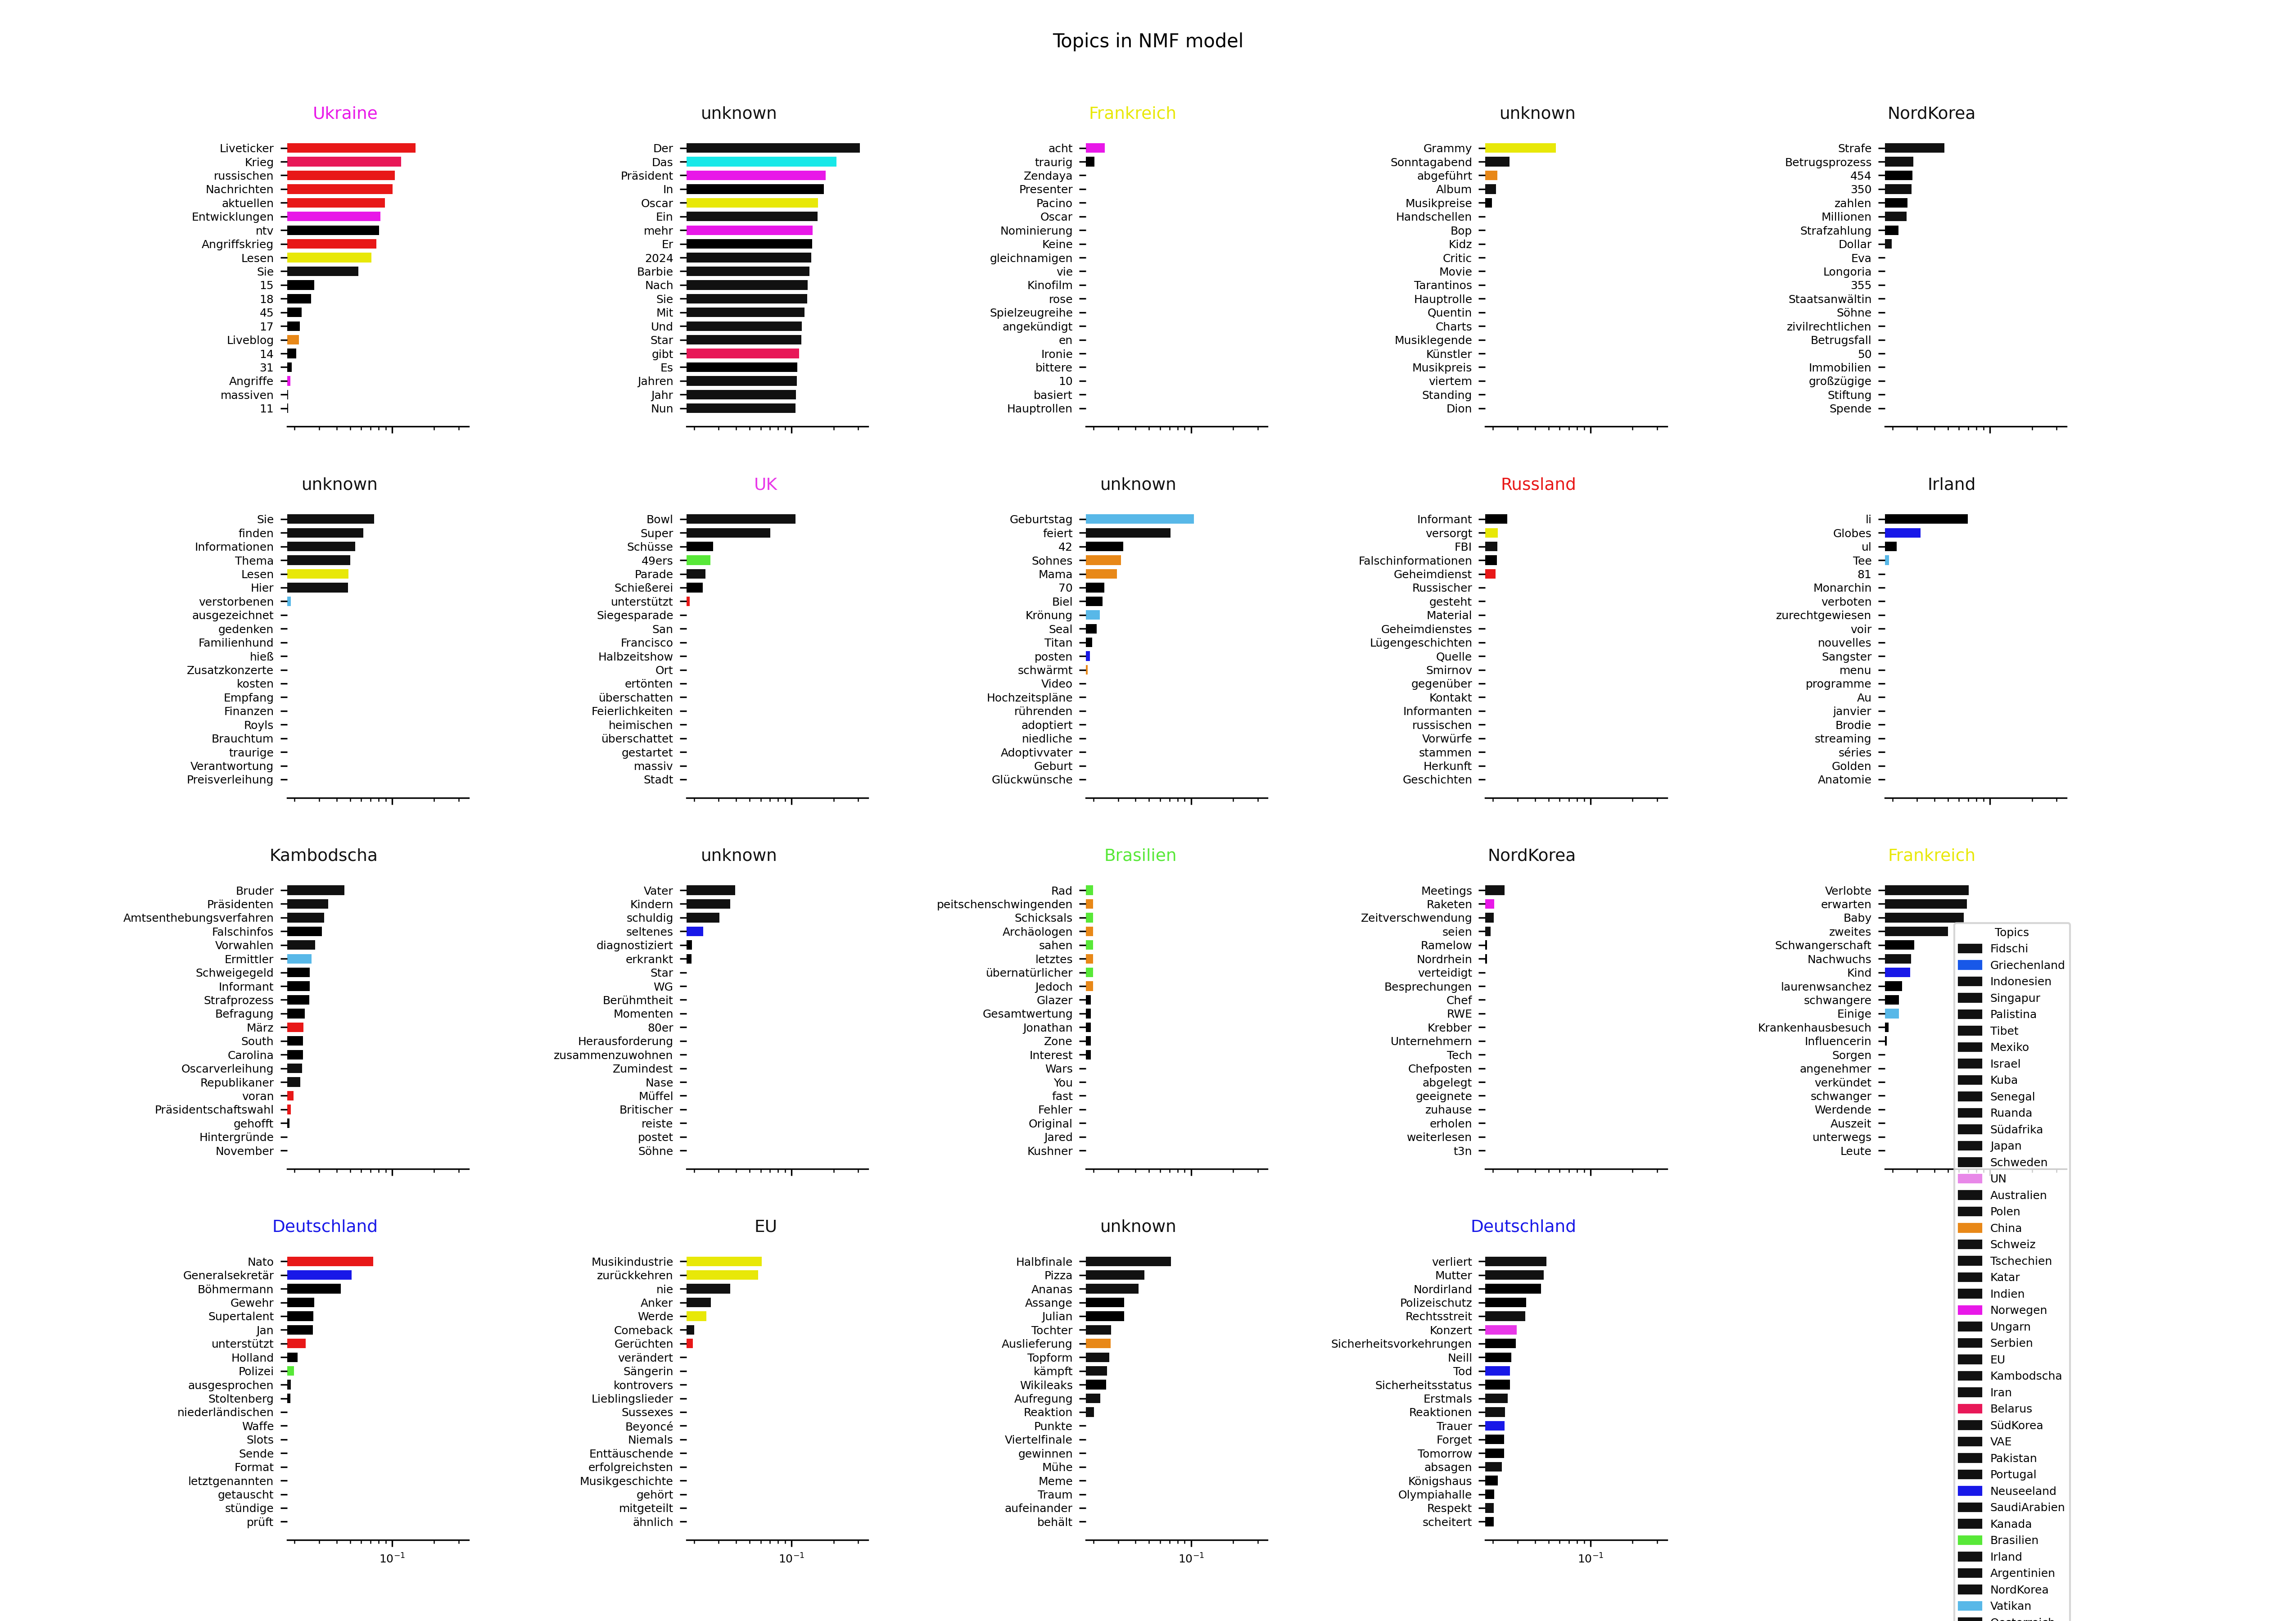 Topics in NMF model
Ukraine
Liveticker
Krieg
russischen
Nachrichten
aktuellen
Entwicklungen
ntv
Angriffskrieg
Lesen
Sie
15
18
45
17
Liveblog
14
31
Angriffe
massiven
11
unknown
Der
Das
Präsident
In
Oscar
Ein
mehr
Er
2024
Barbie
Nach
Sie
Mit
Und
Star
gibt
Es
Jahren
Jahr
Nun
Frankreich
acht
traurig
Zendaya
Presenter
Pacino
Oscar
Nominierung
Keine
gleichnamigen
vie
Kinofilm
rose
Spielzeugreihe
angekündigt
en
Ironie
bittere
10
basiert
Hauptrollen
unknown
Grammy
Sonntagabend
abgeführt
Album
Musikpreise
Handschellen
Bop
Kidz
Critic
Movie
Tarantinos
Hauptrolle
Quentin
Charts
Musiklegende
Künstler
Musikpreis
viertem
Standing
Dion
NordKorea
Strafe
Betrugsprozess
454
350
zahlen
Millionen
Strafzahlung
Dollar
Eva
Longoria
355
Staatsanwältin
Söhne
zivilrechtlichen
Betrugsfall
50
Immobilien
großzügige
Stiftung
Spende
unknown
Sie
finden
Informationen
Thema
Lesen
Hier
verstorbenen
ausgezeichnet
gedenken
Familienhund
hieß
Zusatzkonzerte
kosten
Empfang
Finanzen
Royls
Brauchtum
traurige
Verantwortung
Preisverleihung
UK
Bowl
Super
Schüsse
49ers
Parade
Schießerei
unterstützt
Siegesparade
San
Francisco
Halbzeitshow
Ort
ertönten
überschatten
Feierlichkeiten
heimischen
überschattet
gestartet
massiv
Stadt
unknown
Geburtstag
feiert
42
Sohnes
Mama
70
Biel
Krönung
Seal
Titan
posten
schwärmt
Video
Hochzeitspläne
rührenden
adoptiert
niedliche
Adoptivvater
Geburt
Glückwünsche
Russland
Informant
versorgt
FBI
Falschinformationen
Geheimdienst
Russischer
gesteht
Material
Geheimdienstes
Lügengeschichten
Quelle
Smirnov
gegenüber
Kontakt
Informanten
russischen
Vorwürfe
stammen
Herkunft
Geschichten
Irland
li
Globes
ul
Tee
81
Monarchin
verboten
zurechtgewiesen
voir
nouvelles
Sangster
menu
programme
Au
janvier
Brodie
streaming
séries
Golden
Anatomie
Kambodscha
Bruder
Präsidenten
Amtsenthebungsverfahren
Falschinfos
Vorwahlen
Ermittler
Schweigegeld
Informant
Strafprozess
Befragung
März
South
Carolina
Oscarverleihung
Republikaner
voran
Präsidentschaftswahl
gehofft
Hintergründe
November
unknown
Vater
Kindern
schuldig
seltenes
diagnostiziert
erkrankt
Star
WG
Berühmtheit
Momenten
80er
Herausforderung
zusammenzuwohnen
Zumindest
Nase
Müffel
Britischer
reiste
postet
Söhne
Brasilien
Rad
peitschenschwingenden
Schicksals
Archäologen
sahen
letztes
übernatürlicher
Jedoch
Glazer
Gesamtwertung
Jonathan
Zone
Interest
Wars
You
fast
Fehler
Original
Jared
Kushner
NordKorea
Meetings
Raketen
Zeitverschwendung
seien
Ramelow
Nordrhein
verteidigt
Besprechungen
Chef
RWE
Krebber
Unternehmern
Tech
Chefposten
abgelegt
geeignete
zuhause
erholen
weiterlesen
t3n
Frankreich
Verlobte
erwarten
Baby
zweites
Schwangerschaft
Nachwuchs
Kind
laurenwsanchez
schwangere
Einige
Krankenhausbesuch
Influencerin
Sorgen
angenehmer
verkündet
schwanger
Werdende
Auszeit
unterwegs
Leute
Deutschland
Nato
Generalsekretär
Böhmermann
Gewehr
Supertalent
Jan
unterstützt
Holland
Polizei
ausgesprochen
Stoltenberg
niederländischen
Waffe
Slots
Sende
Format
letztgenannten
getauscht
stündige
prüft
10⁻¹
EU
Musikindustrie
zurückkehren
nie
Anker
Werde
Comeback
Gerüchten
verändert
Sängerin
kontrovers
Lieblingslieder
Sussexes
Beyoncé
Niemals
Enttäuschende
erfolgreichsten
Musikgeschichte
gehört
mitgeteilt
ähnlich
10⁻¹
unknown
Halbfinale
Pizza
Ananas
Assange
Julian
Tochter
Auslieferung
Topform
kämpft
Wikileaks
Aufregung
Reaktion
Punkte
Viertelfinale
gewinnen
Mühe
Meme
Traum
aufeinander
behält
10⁻¹
Deutschland
verliert
Mutter
Nordirland
Polizeischutz
Rechtsstreit
Konzert
Sicherheitsvorkehrungen
Neill
Tod
Sicherheitsstatus
Erstmals
Reaktionen
Trauer
Forget
Tomorrow
absagen
Königshaus
Olympiahalle
Respekt
scheitert
10⁻¹
Topics
Fidschi
Griechenland
Indonesien
Singapur
Palistina
Tibet
Mexiko
Israel
Kuba
Senegal
Ruanda
Südafrika
Japan
Schweden
UN
Australien
Polen
China
Schweiz
Tschechien
Katar
Indien
Norwegen
Ungarn
Serbien
EU
Kambodscha
Iran
Belarus
SüdKorea
VAE
Pakistan
Portugal
Neuseeland
SaudiArabien
Kanada
Brasilien
Irland
Argentinien
NordKorea
Vatikan